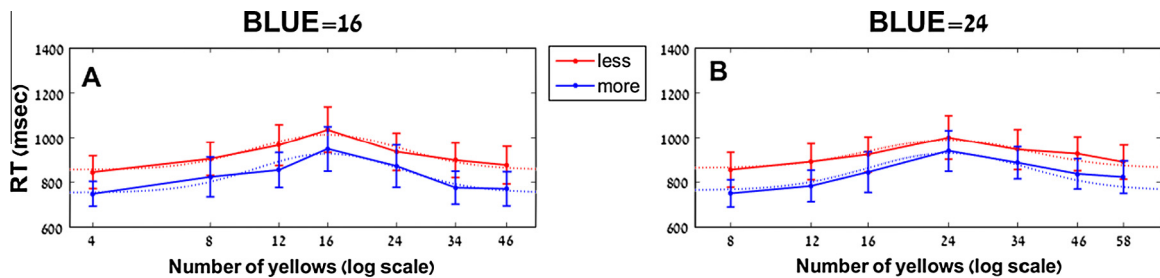 BLUE=16
BLUE=24
RT (msec)
1400
1200
1000
800
600
A
4 8 12 16 24 34 46
Number of yellows (log scale)
less
more
1400
1200
1000
800
600
B
8 12 16 24 34 46 58
Number of yellows (log scale)